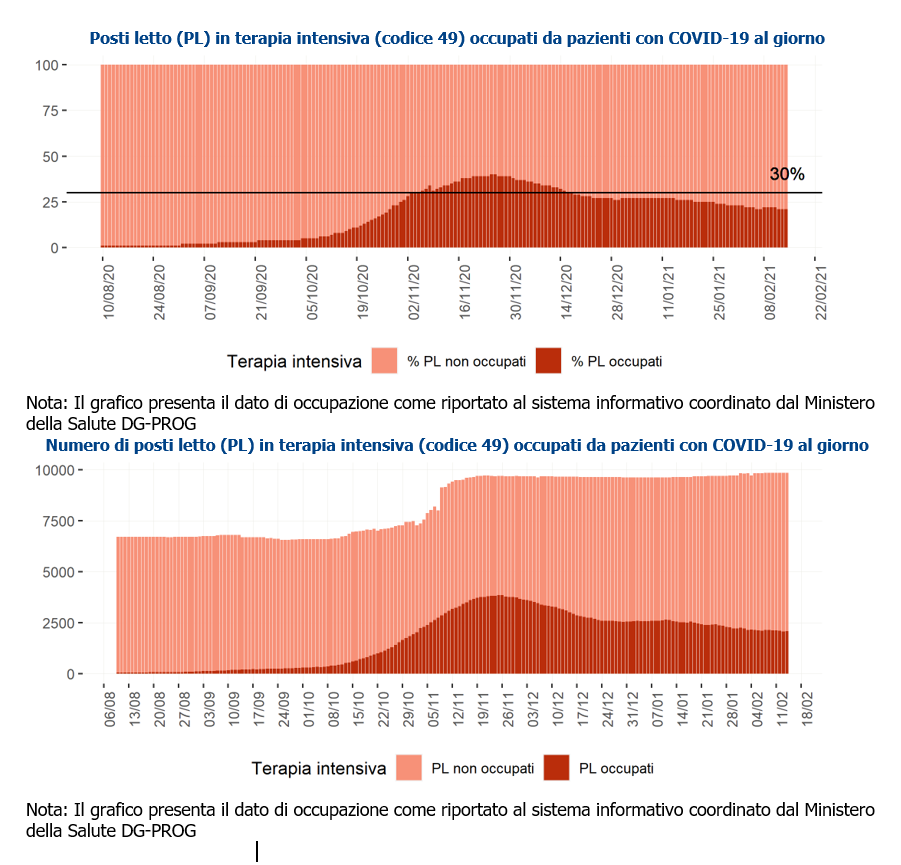 Posti letto (PL) in terapia intensiva (codice 49) occupati da pazienti con COVID-19 al giorno
100
75
50
25
0
30%
10/08/20 24/08/20 07/09/20 21/09/20 05/10/20 19/10/20 02/11/20 16/11/20 30/11/20 14/12/20 28/12/20 11/01/21 25/01/21 08/02/21 22/02/21
Terapia intensiva % PL non occupati % PL occupati
Nota: Il grafico presenta il dato di occupazione come riportato al sistema informativo coordinato dal Ministero
della Salute DG-PROG
Numero di posti letto (PL) in terapia intensiva (codice 49) occupati da pazienti con COVID-19 al giorno
10000
7500
5000
2500
0
06/08 13/08 20/08 27/08 03/09 10/09 17/09 24/09 01/10 08/10 15/10 22/10 29/10 05/11 12/11 19/11 26/11 03/12 10/12 17/12 24/12 31/12 07/01 14/01 21/01 28/01 04/02 11/02 18/02
Terapia intensiva PL non occupati PL occupati
Nota: Il grafico presenta il dato di occupazione come riportato al sistema informativo coordinato dal Ministero
della Salute DG-PROG